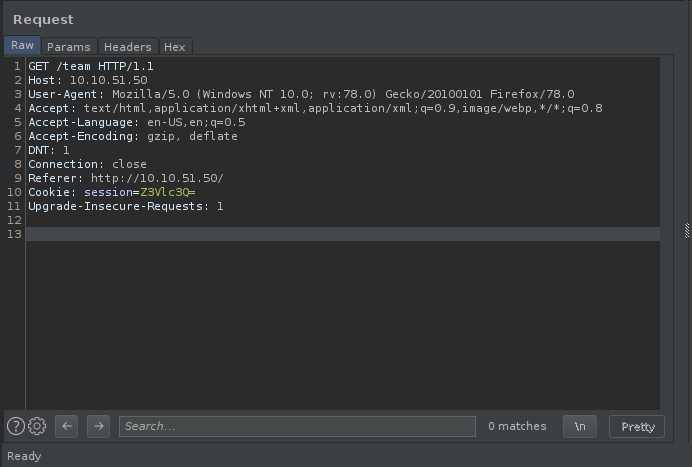 Request
Raw Params Headers Hex
1 GET /team HTTP/1.1
2 Host: 10.10.51.50
3 User-Agent: Mozilla/5.0 (Windows NT 10.0; rv:78.0) Gecko/20100101 Firefox/78.0
4 Accept: text/html,application/xhtml+xml,application/xml;q=0.9,image/webp,*/*;q=0.8
5 Accept-Language: en-US,en;q=0.5
6 Accept-Encoding: gzip, deflate
7 DNT: 1
8 Connection: close
9 Referer: http://10.10.51.50/
10 Cookie: session=Z3Vlc3Q=
11 Upgrade-Insecure-Requests: 1
12
13
? Search... 0 matches \n Pretty
Ready